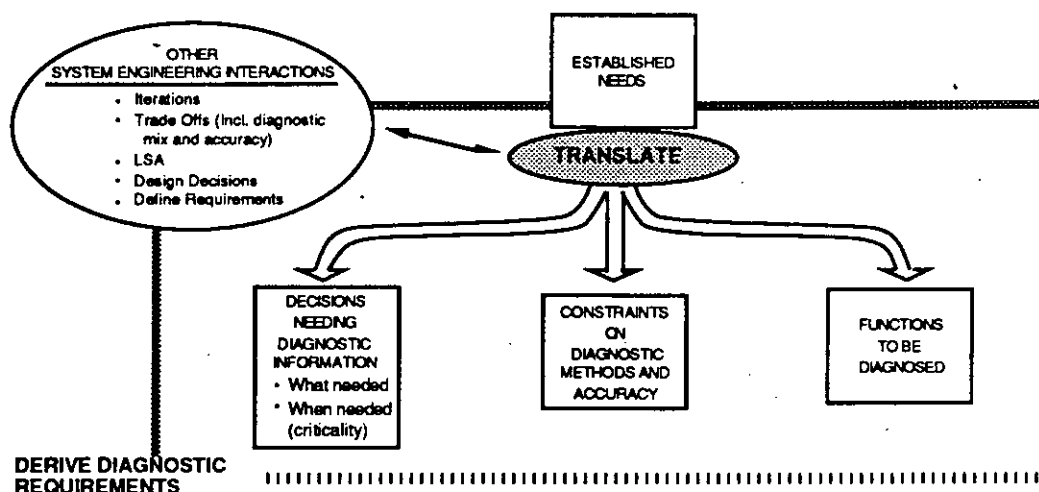 OTHER
SYSTEM ENGINEERING INTERACTIONS
• Iterations
• Trade Offs (Incl. diagnostic
mix and accuracy)
• LSA
• Design Decisions
• Define Requirements
ESTABLISHED
NEEDS
TRANSLATE
DECISIONS
NEEDING
DIAGNOSTIC
INFORMATION
• What needed
• When needed
(criticality)
CONSTRAINTS
ON
DIAGNOSTIC
METHODS AND
ACCURACY
FUNCTIONS
TO BE
DIAGNOSED
DERIVE DIAGNOSTIC
REQUIREMENTS